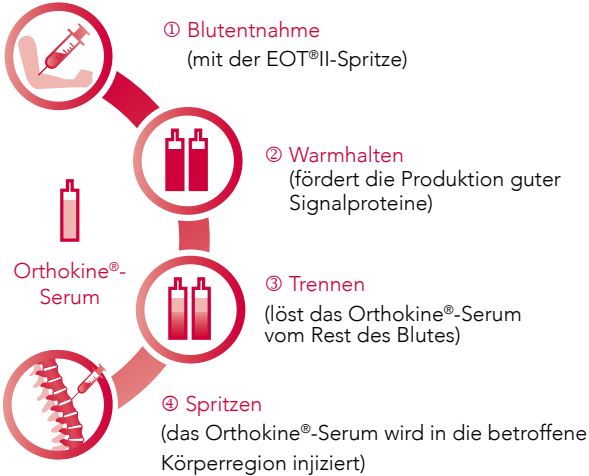 ① Blutentnahme
(mit der EOT®II-Spritze)
② Warmhalten
(fördert die Produktion guter
Signalproteine)
Orthokine®-
Serum
③ Trennen
(löst das Orthokine®-Serum
vom Rest des Blutes)
④ Spritzen
(das Orthokine®-Serum wird in die betroffene
Körperregion injiziert)